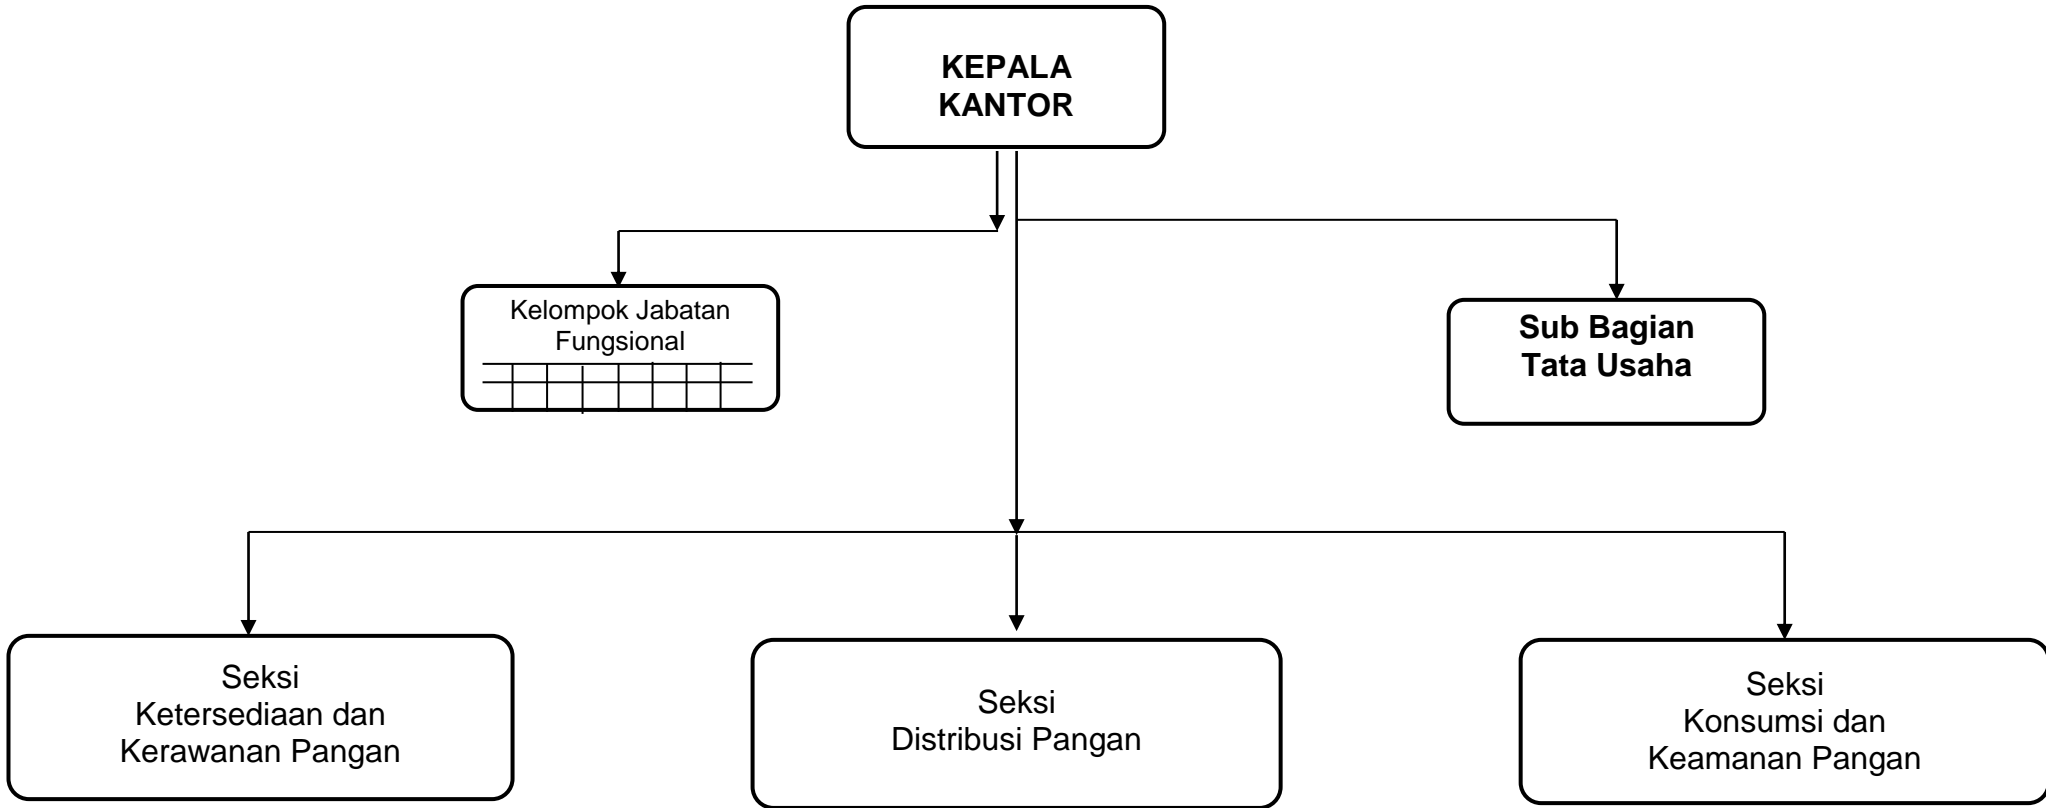 KEPALA
KANTOR
Kelompok Jabatan
Fungsional
Sub Bagian
Tata Usaha
Seksi
Ketersediaan dan
Kerawanan Pangan
Seksi
Distribusi Pangan
Seksi
Konsumsi dan
Keamanan Pangan